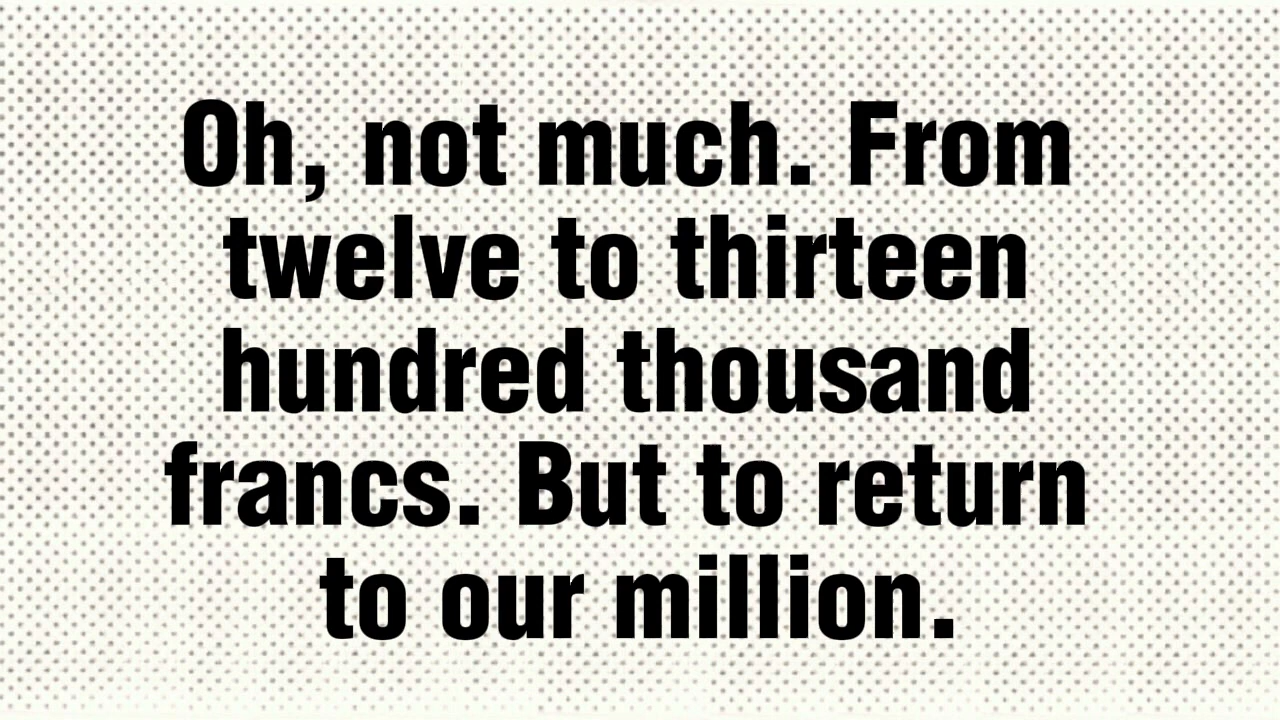 Oh, not much. From
twelve to thirteen
hundred thousand
francs. But to return
to our million.